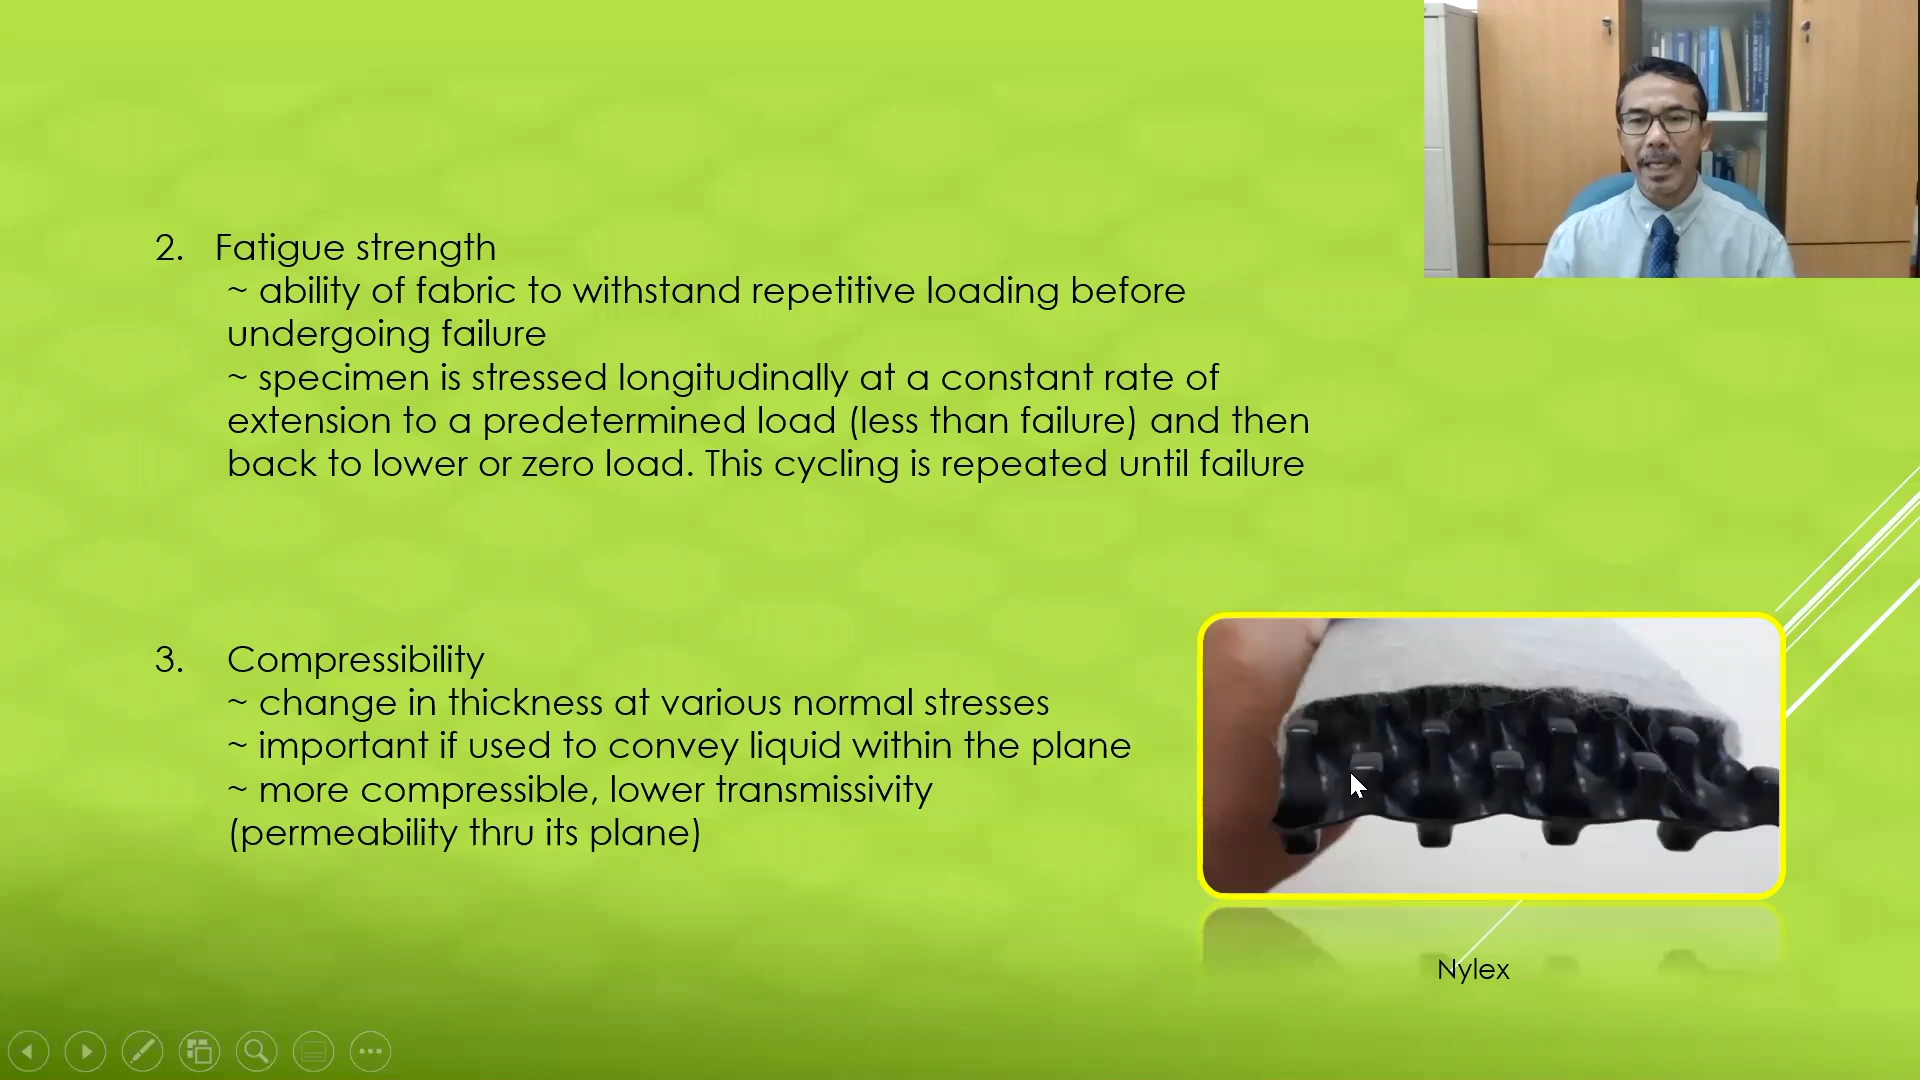 2. Fatigue strength
~ ability of fabric to withstand repetitive loading before
undergoing failure
~ specimen is stressed longitudinally at a constant rate of
extension to a predetermined load (less than failure) and then
back to lower or zero load. This cycling is repeated until failure
3. Compressibility
~ change in thickness at various normal stresses
~ important if used to convey liquid within the plane
~ more compressible, lower transmissivity
(permeability thru its plane)
Nylex